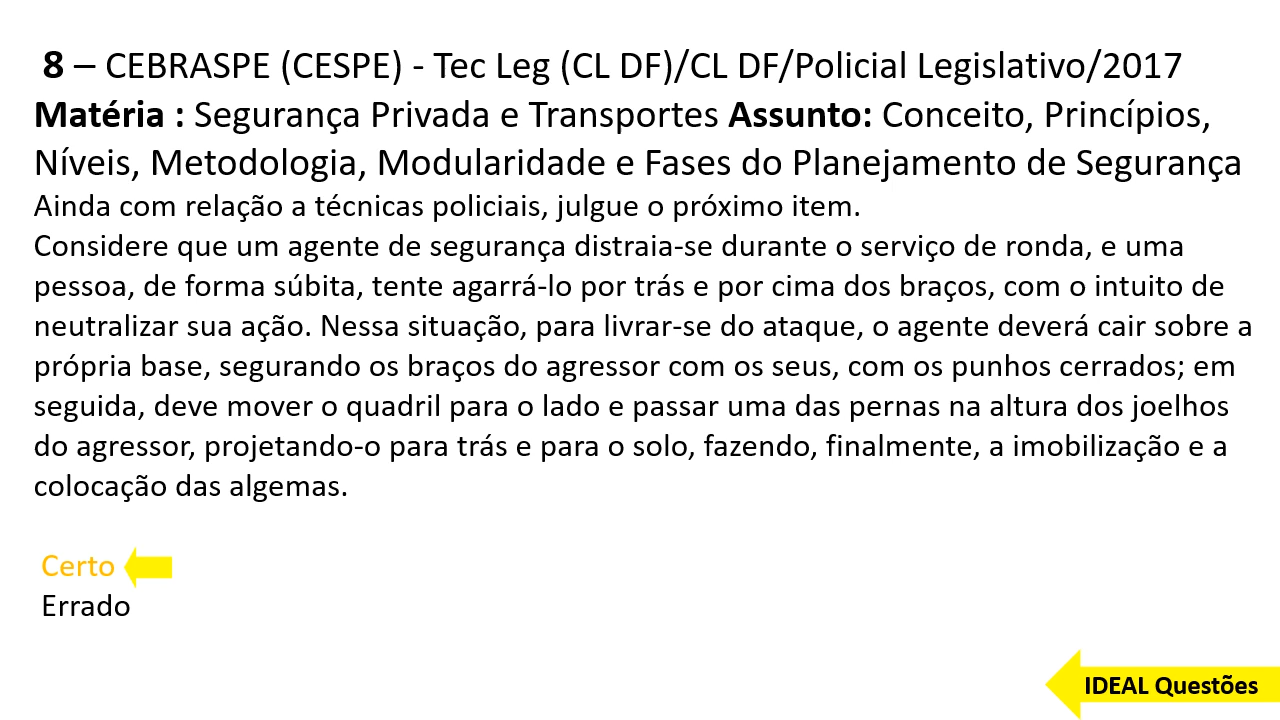 8 – CEBRASPE (CESPE) - Tec Leg (CL DF)/CL DF/Policial Legislativo/2017
Matéria : Segurança Privada e Transportes Assunto: Conceito, Princípios,
Níveis, Metodologia, Modularidade e Fases do Planejamento de Segurança
Ainda com relação a técnicas policiais, julgue o próximo item.
Considere que um agente de segurança distraia-se durante o serviço de ronda, e uma
pessoa, de forma súbita, tente agarrá-lo por trás e por cima dos braços, com o intuito de
neutralizar sua ação. Nessa situação, para livrar-se do ataque, o agente deverá cair sobre a
própria base, segurando os braços do agressor com os seus, com os punhos cerrados; em
seguida, deve mover o quadril para o lado e passar uma das pernas na altura dos joelhos
do agressor, projetando-o para trás e para o solo, fazendo, finalmente, a imobilização e a
colocação das algemas.
Certo
Errado
IDEAL Questões